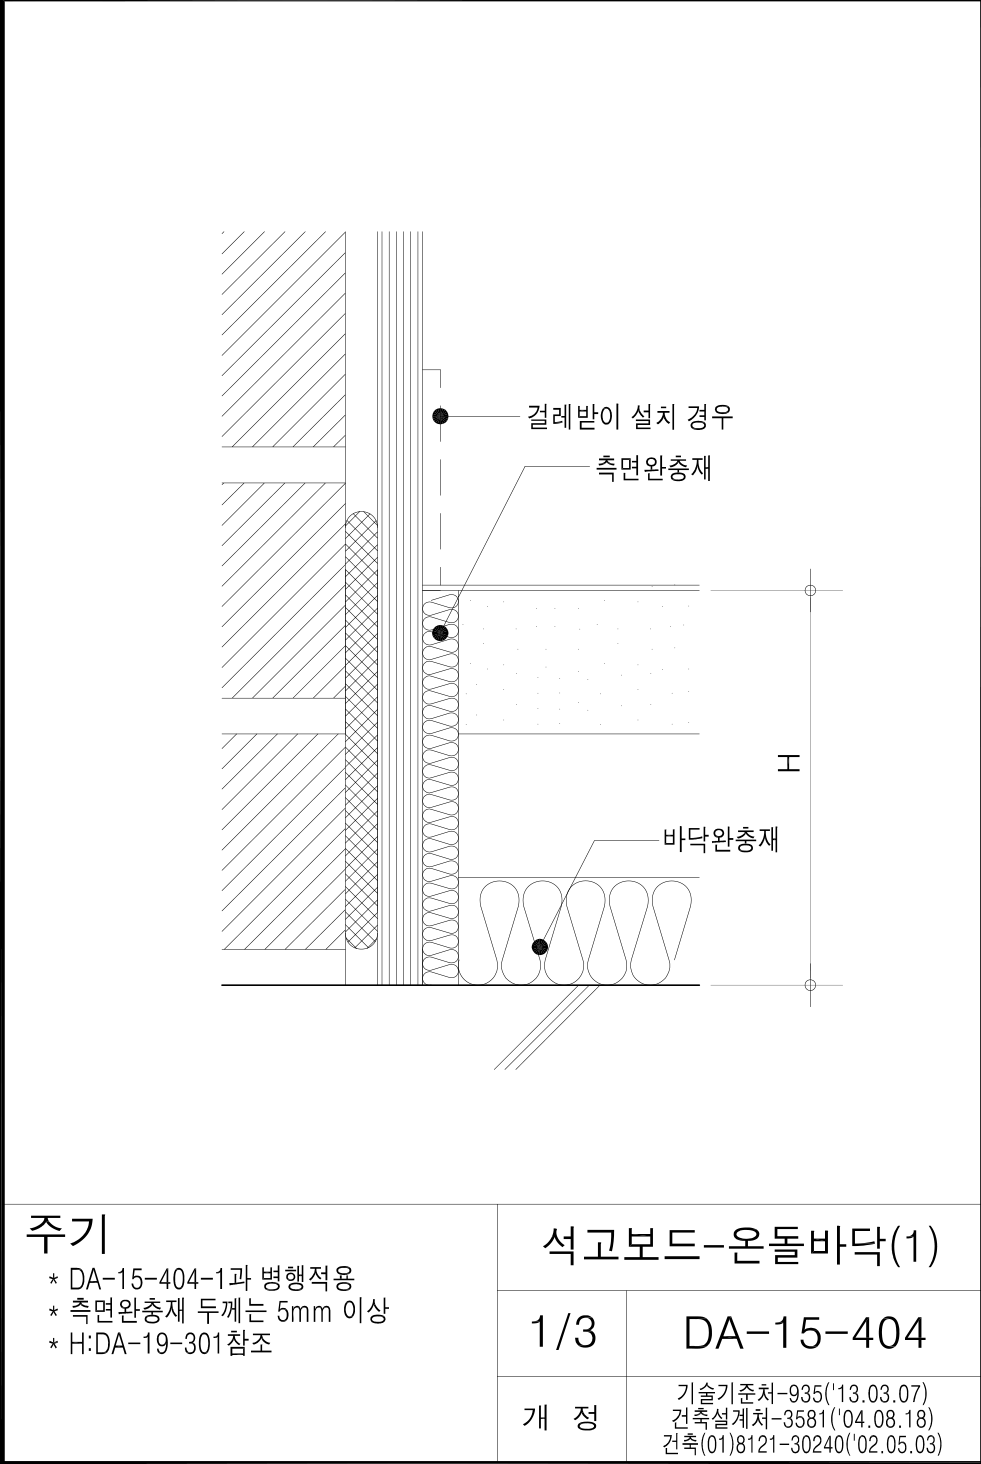 걸레받이 설치 경우
측면완충재
H
바닥완충재
주기
* DA-15-404-1과 병행적용
* 측면완충재 두께는 5mm 이상
* H:DA-19-301참조
석고보드-온돌바닥(1)
1/3
DA-15-404
개 정
기술기준처-935('13.03.07)
건축설계처-3581('04.08.18)
건축(01)8121-30240('02.05.03)